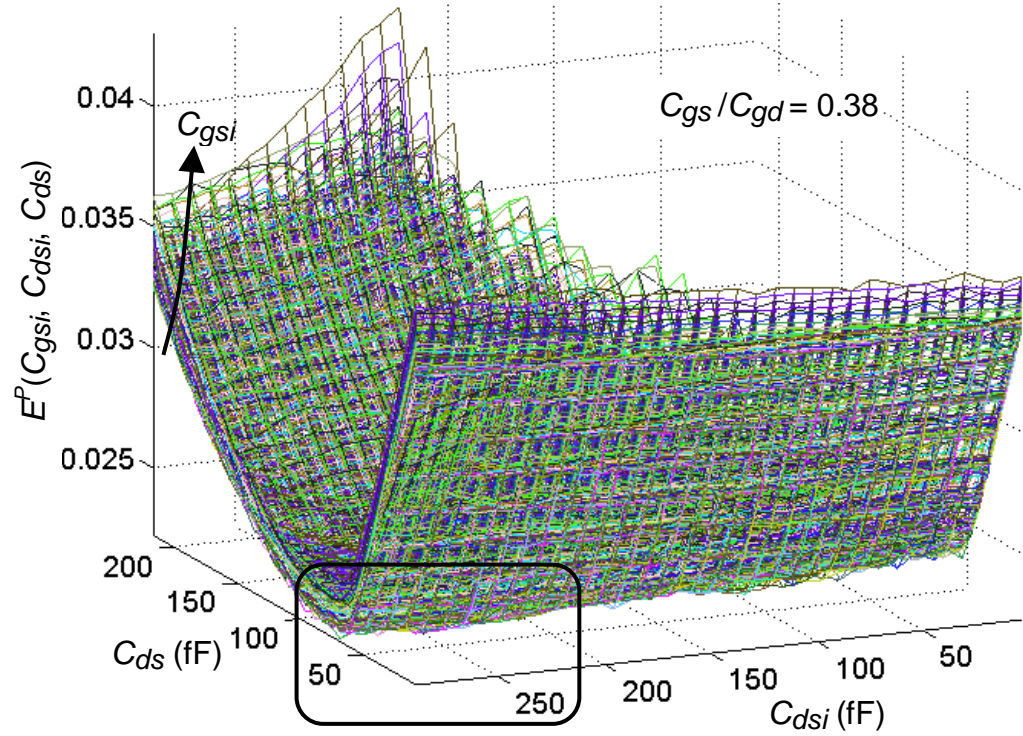 0.04
C_gsi
C_gs/C_gd = 0.38
0.035
0.03
0.025
E^P(C_gsi, C_dsi, C_ds)
200
150
100
50
C_ds (fF)
250
200
150
100
50
C_dsi (fF)